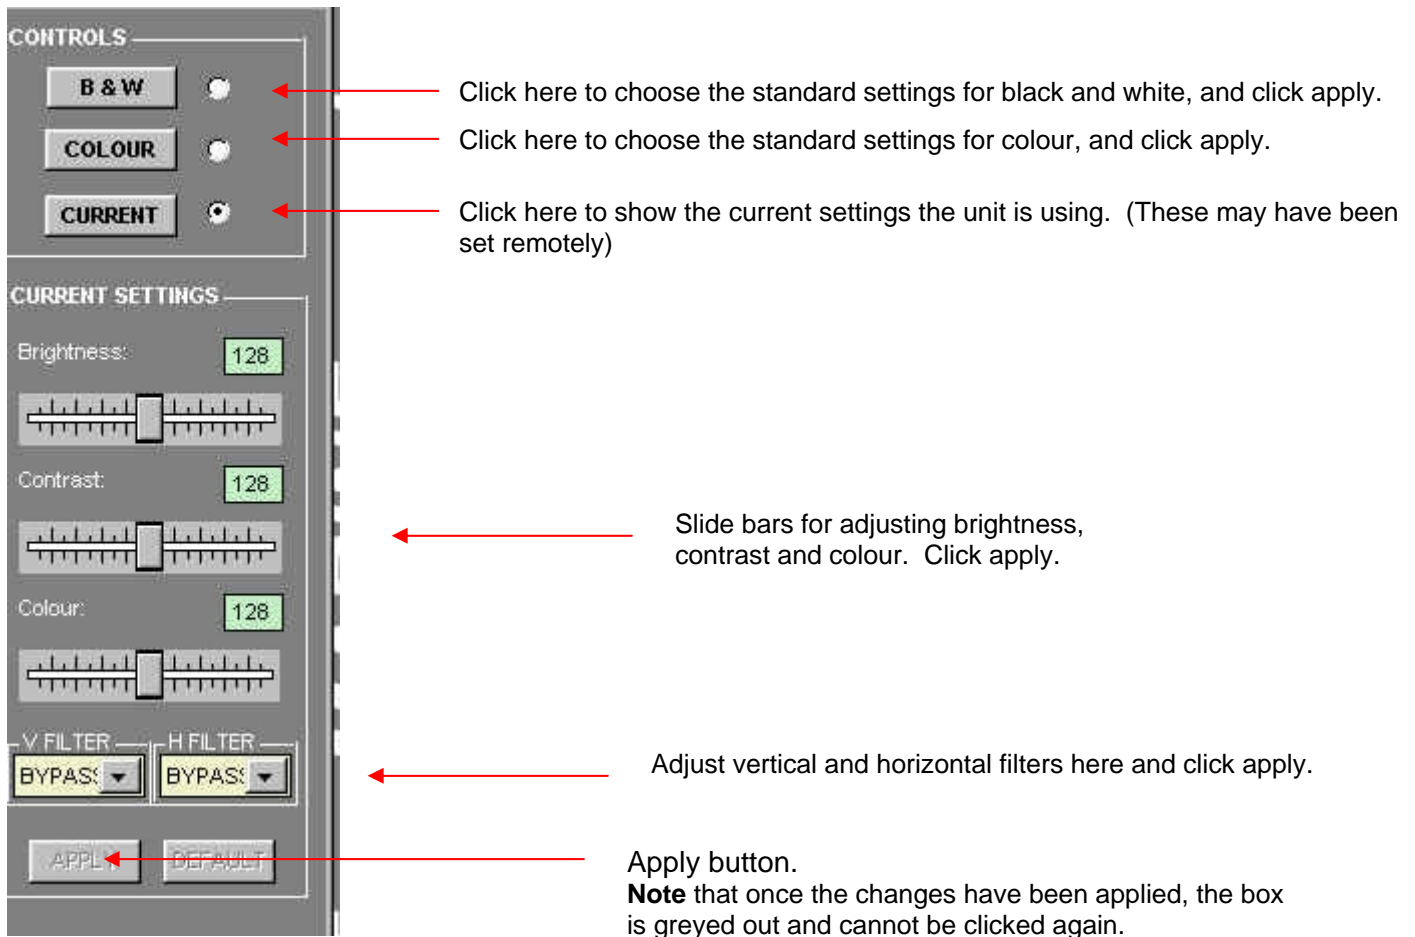 CONTROLS
B & W
Click here to choose the standard settings for black and white, and click apply.
COLOUR
Click here to choose the standard settings for colour, and click apply.
CURRENT
Click here to show the current settings the unit is using. (These may have been
set remotely)
CURRENT SETTINGS
Brightness: 128
Contrast: 128
Slide bars for adjusting brightness,
contrast and colour. Click apply.
Colour: 128
V FILTER H FILTER
BYPASS BYPASS
Adjust vertical and horizontal filters here and click apply.
APPLY DEFAULT
Apply button.
Note that once the changes have been applied, the box
is greyed out and cannot be clicked again.